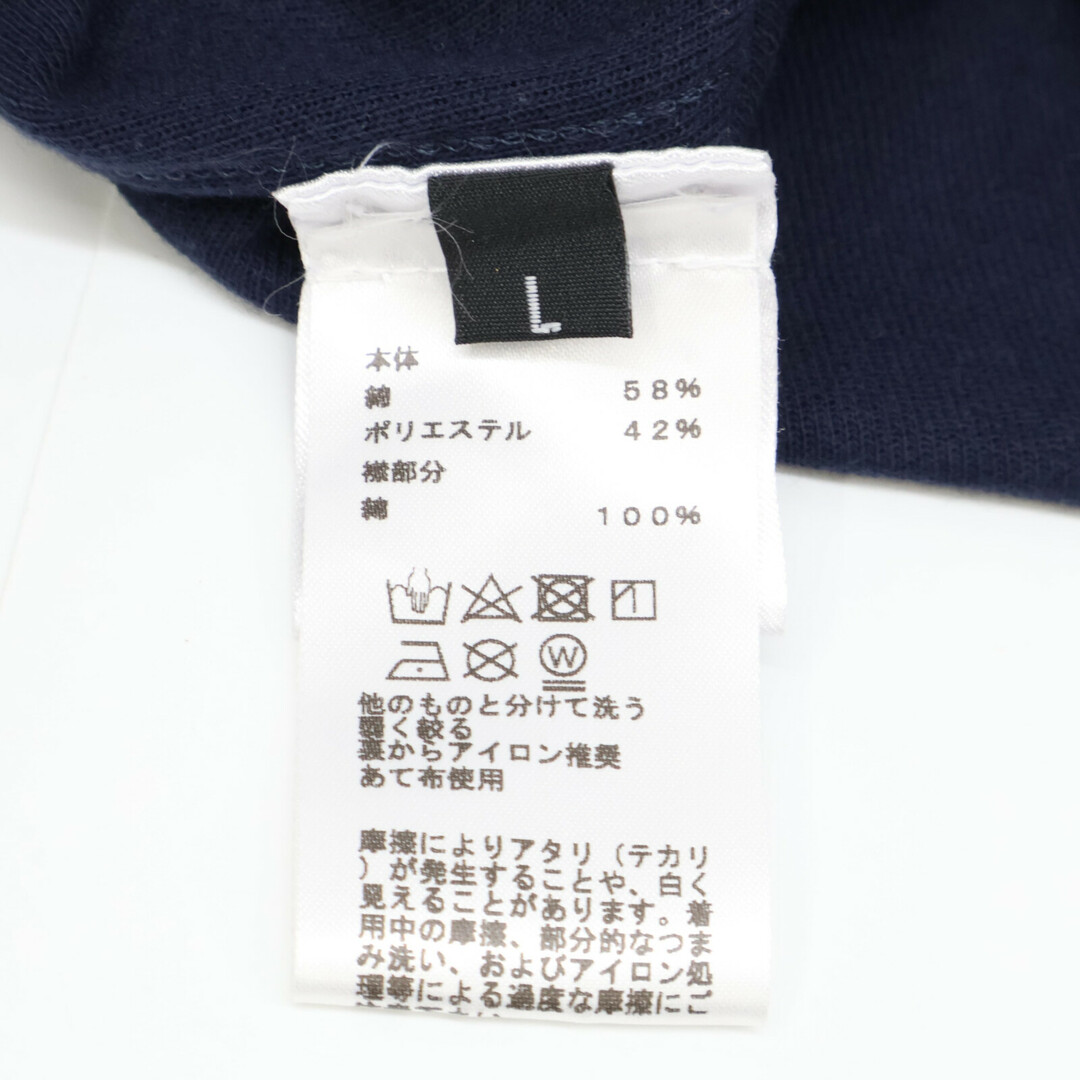 L
本体
綿 58%
ポリエステル 42%
襟部分
綿 100%
W
他のものと分けて洗う
弱く絞る
裏からアイロン推奨
あて布使用
摩擦によりアタリ(テカリ
)が発生することや、白く
見えることがあります。着
用中の摩擦、部分的なつま
み洗い、およびアイロン処
理等による過度な摩擦にご